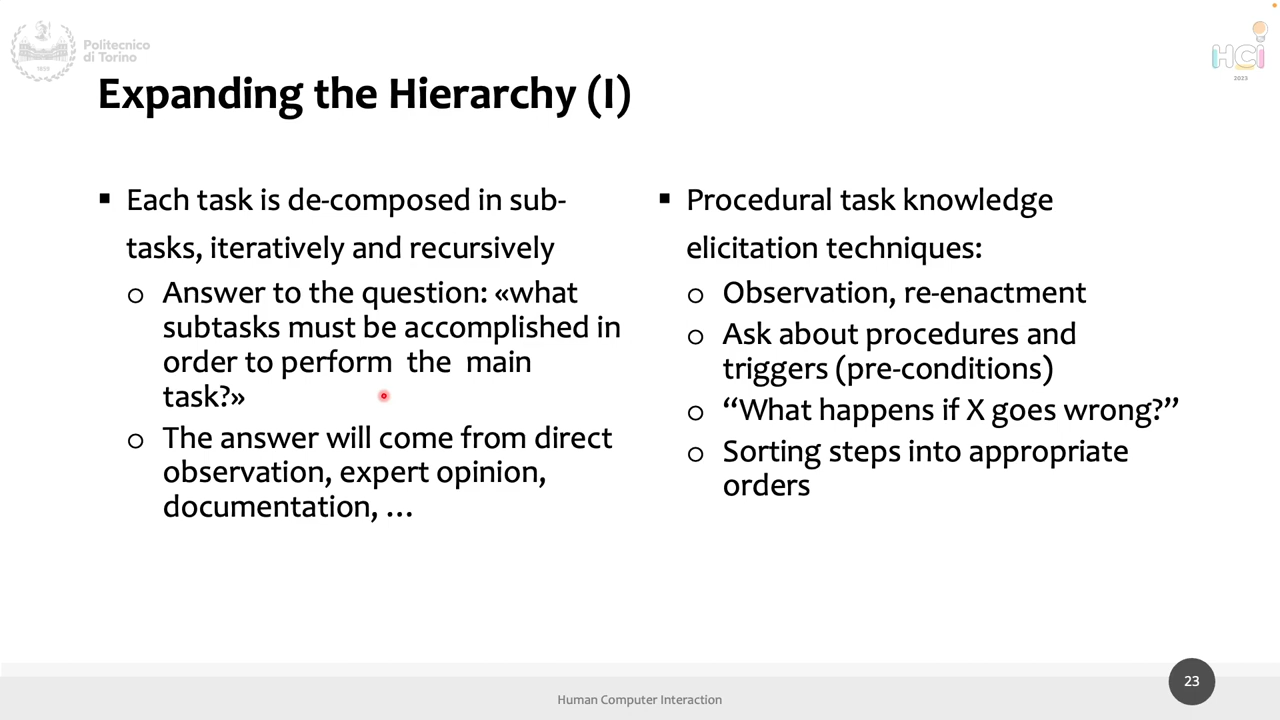 Politecnico
di Torino
1859
HCI
2023
Expanding the Hierarchy (I)
▪ Each task is de-composed in sub-
tasks, iteratively and recursively
o Answer to the question: «what
subtasks must be accomplished in
order to perform the main
task?»
o The answer will come from direct
observation, expert opinion,
documentation, …
▪ Procedural task knowledge
elicitation techniques:
o Observation, re-enactment
o Ask about procedures and
triggers (pre-conditions)
o “What happens if X goes wrong?”
o Sorting steps into appropriate
orders
Human Computer Interaction
23